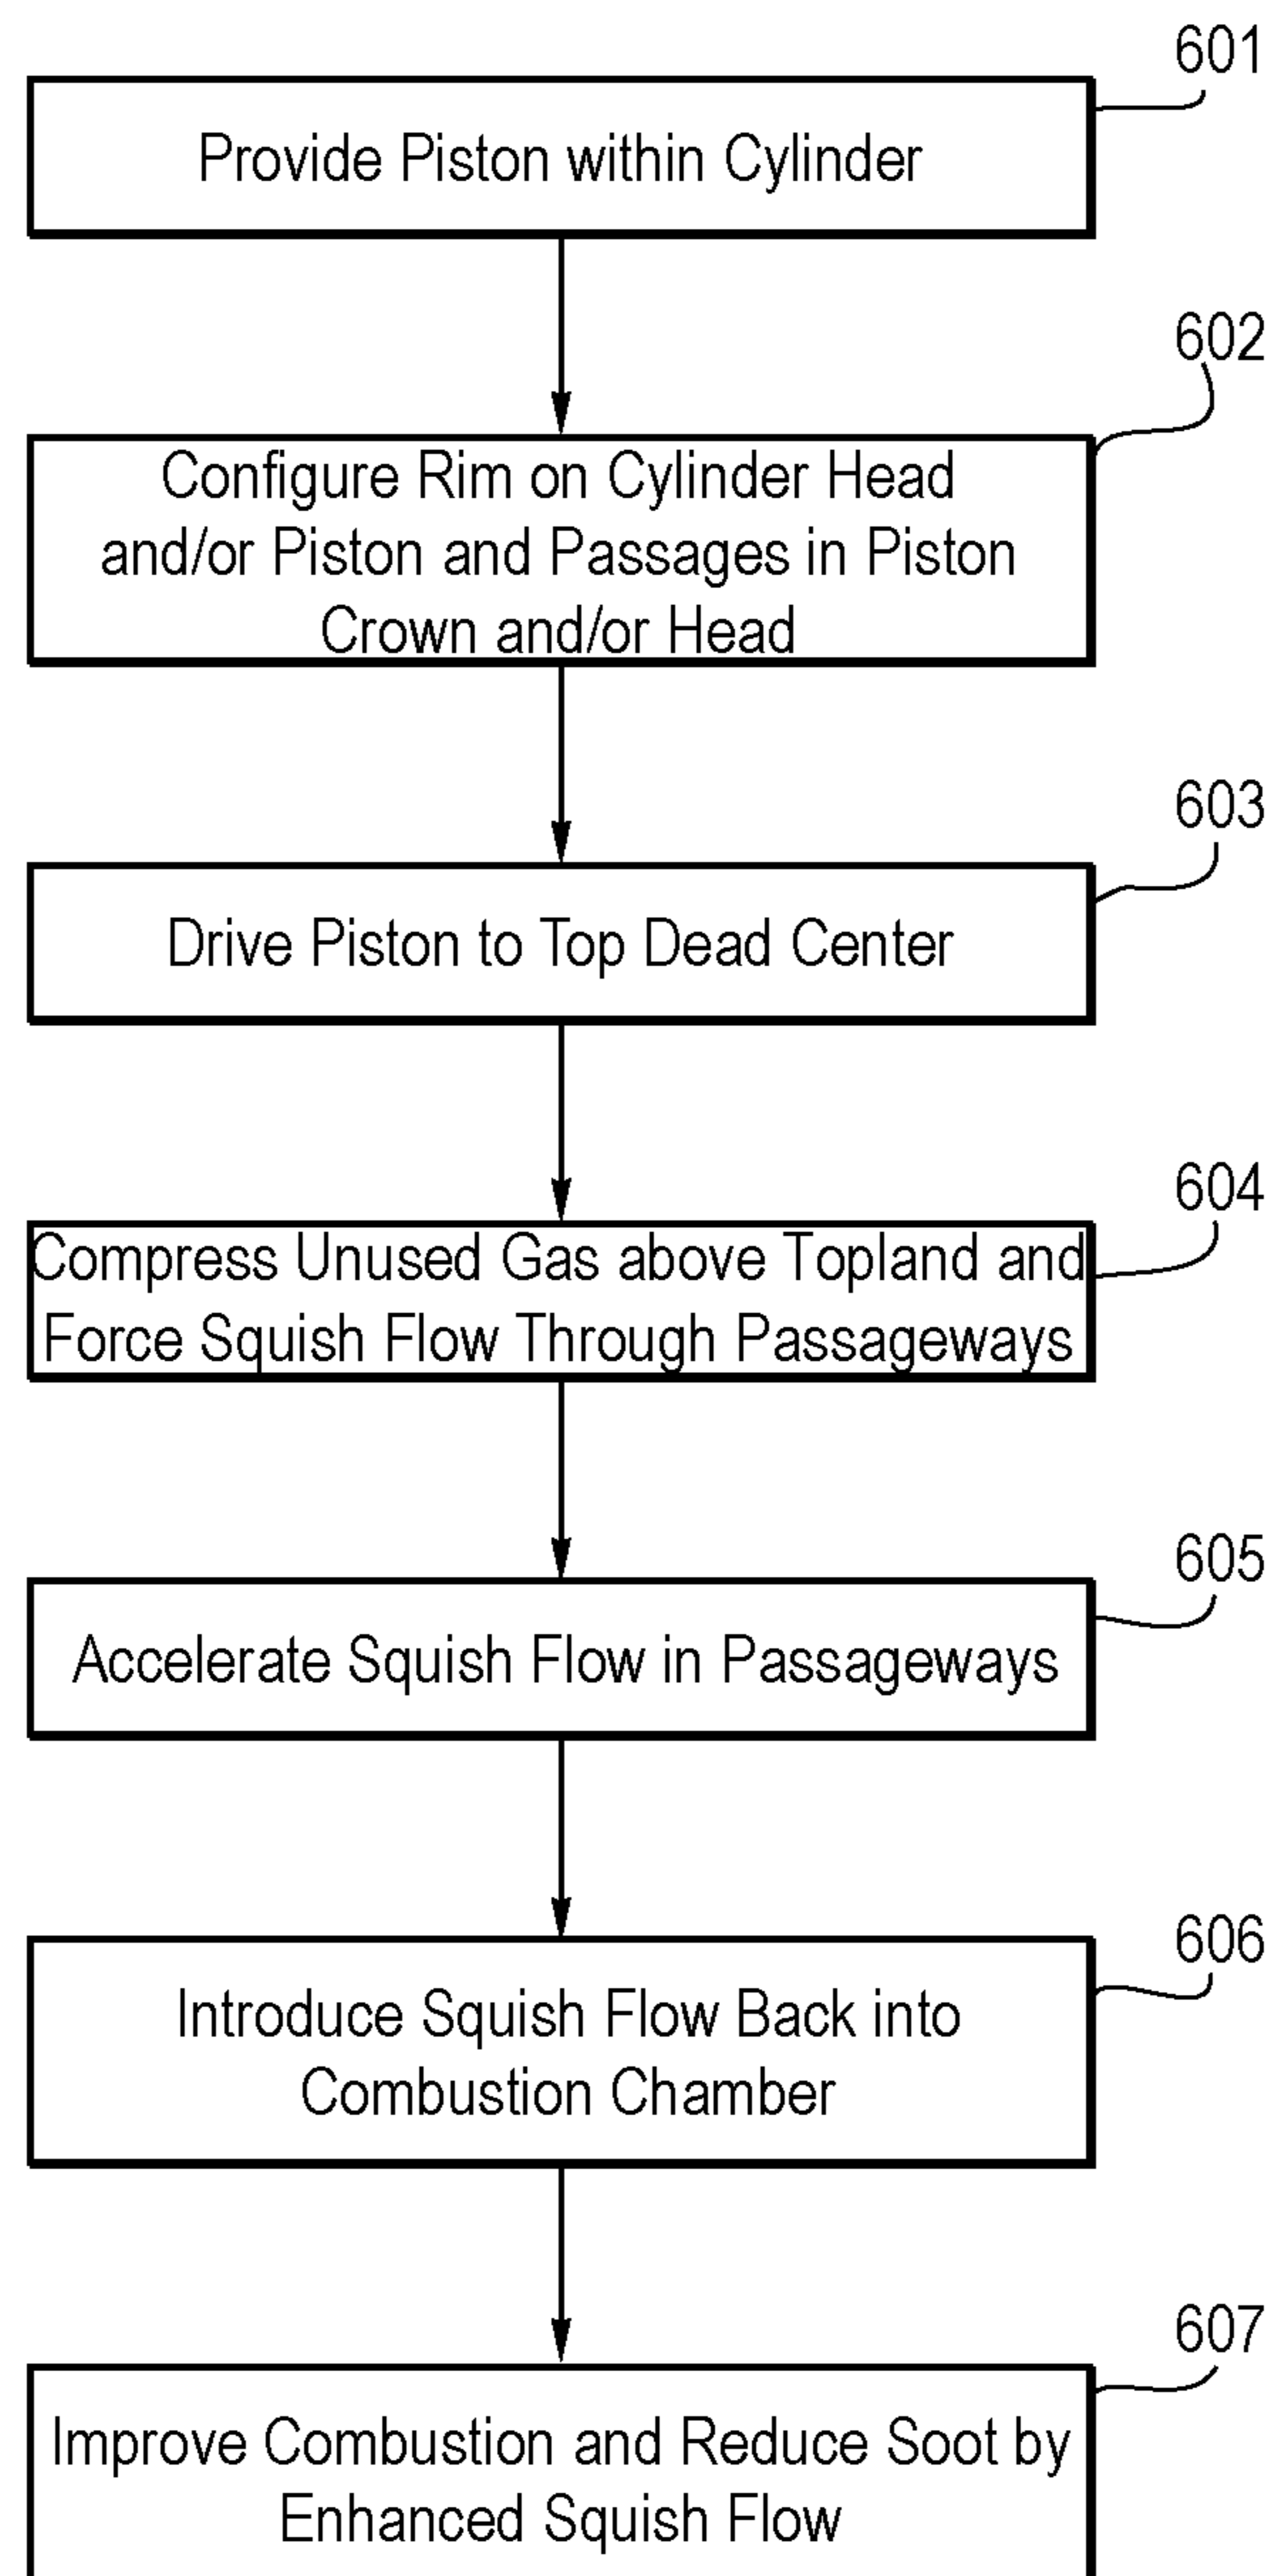 601
Provide Piston within Cylinder
602
Configure Rim on Cylinder Head
and/or Piston and Passages in Piston
Crown and/or Head
603
Drive Piston to Top Dead Center
604
Compress Unused Gas above Topland and
Force Squish Flow Through Passageways
605
Accelerate Squish Flow in Passageways
606
Introduce Squish Flow Back into
Combustion Chamber
607
Improve Combustion and Reduce Soot by
Enhanced Squish Flow